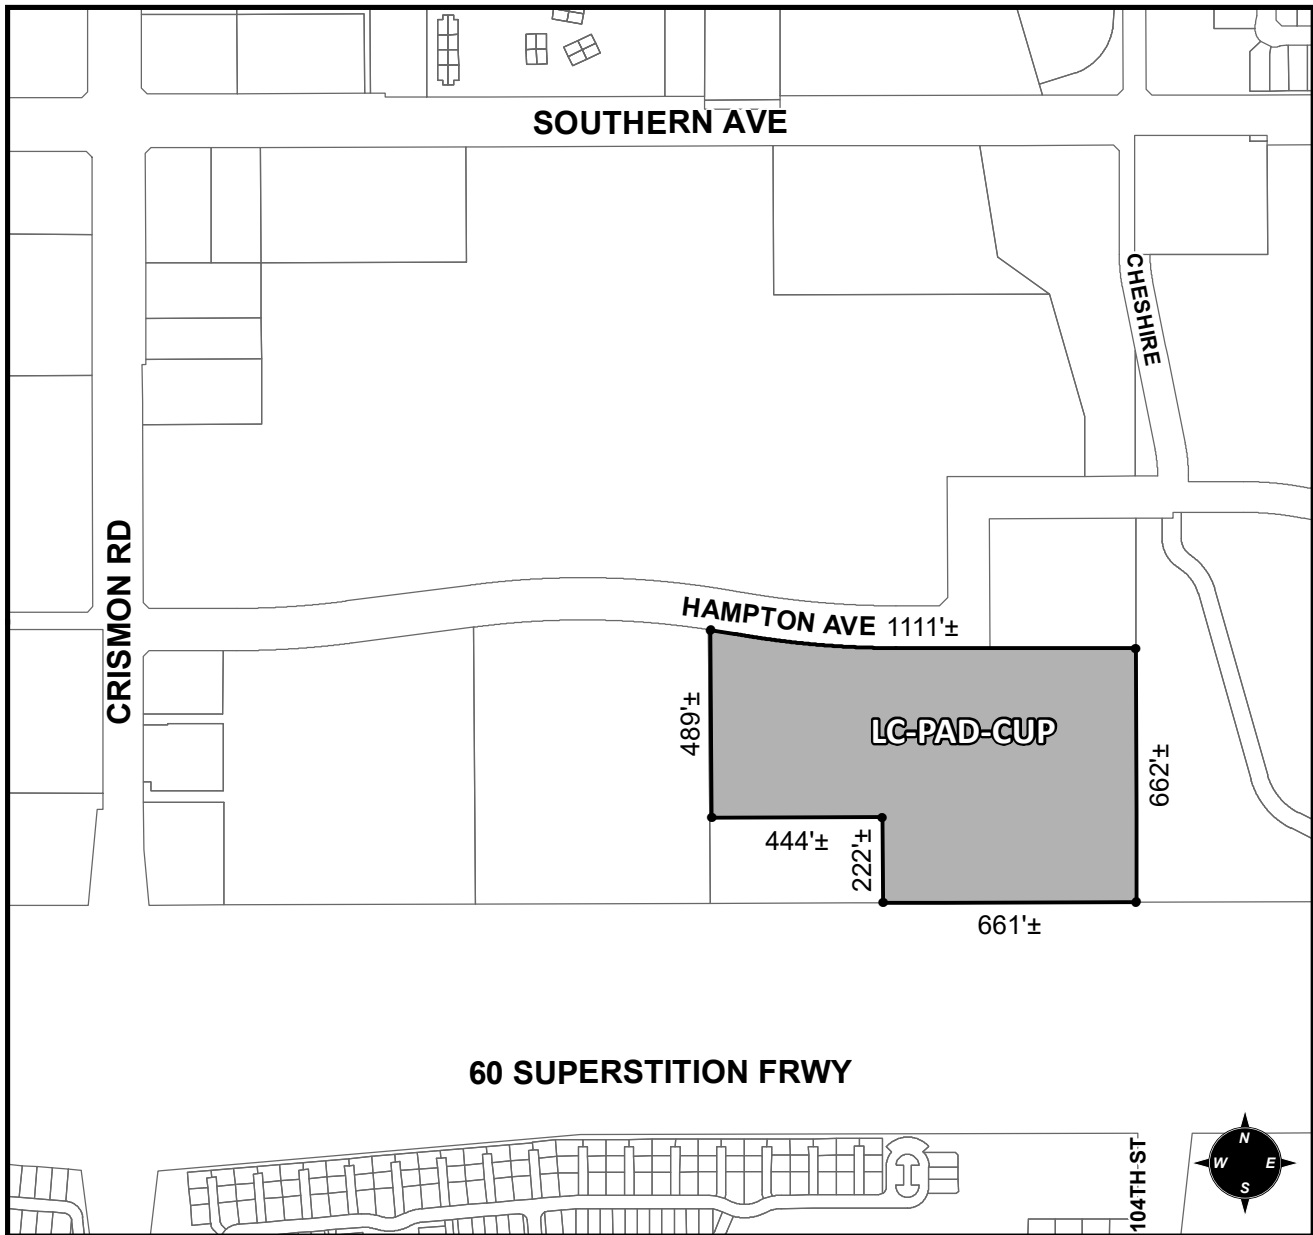 SOUTHERN AVE
CHESHIRE
CRISMON RD
HAMPTON AVE
1111'±
489'±
LC-PAD-CUP
662'±
444'±
222'±
661'±
60 SUPERSTITION FRWY
104TH ST
N
W E
S